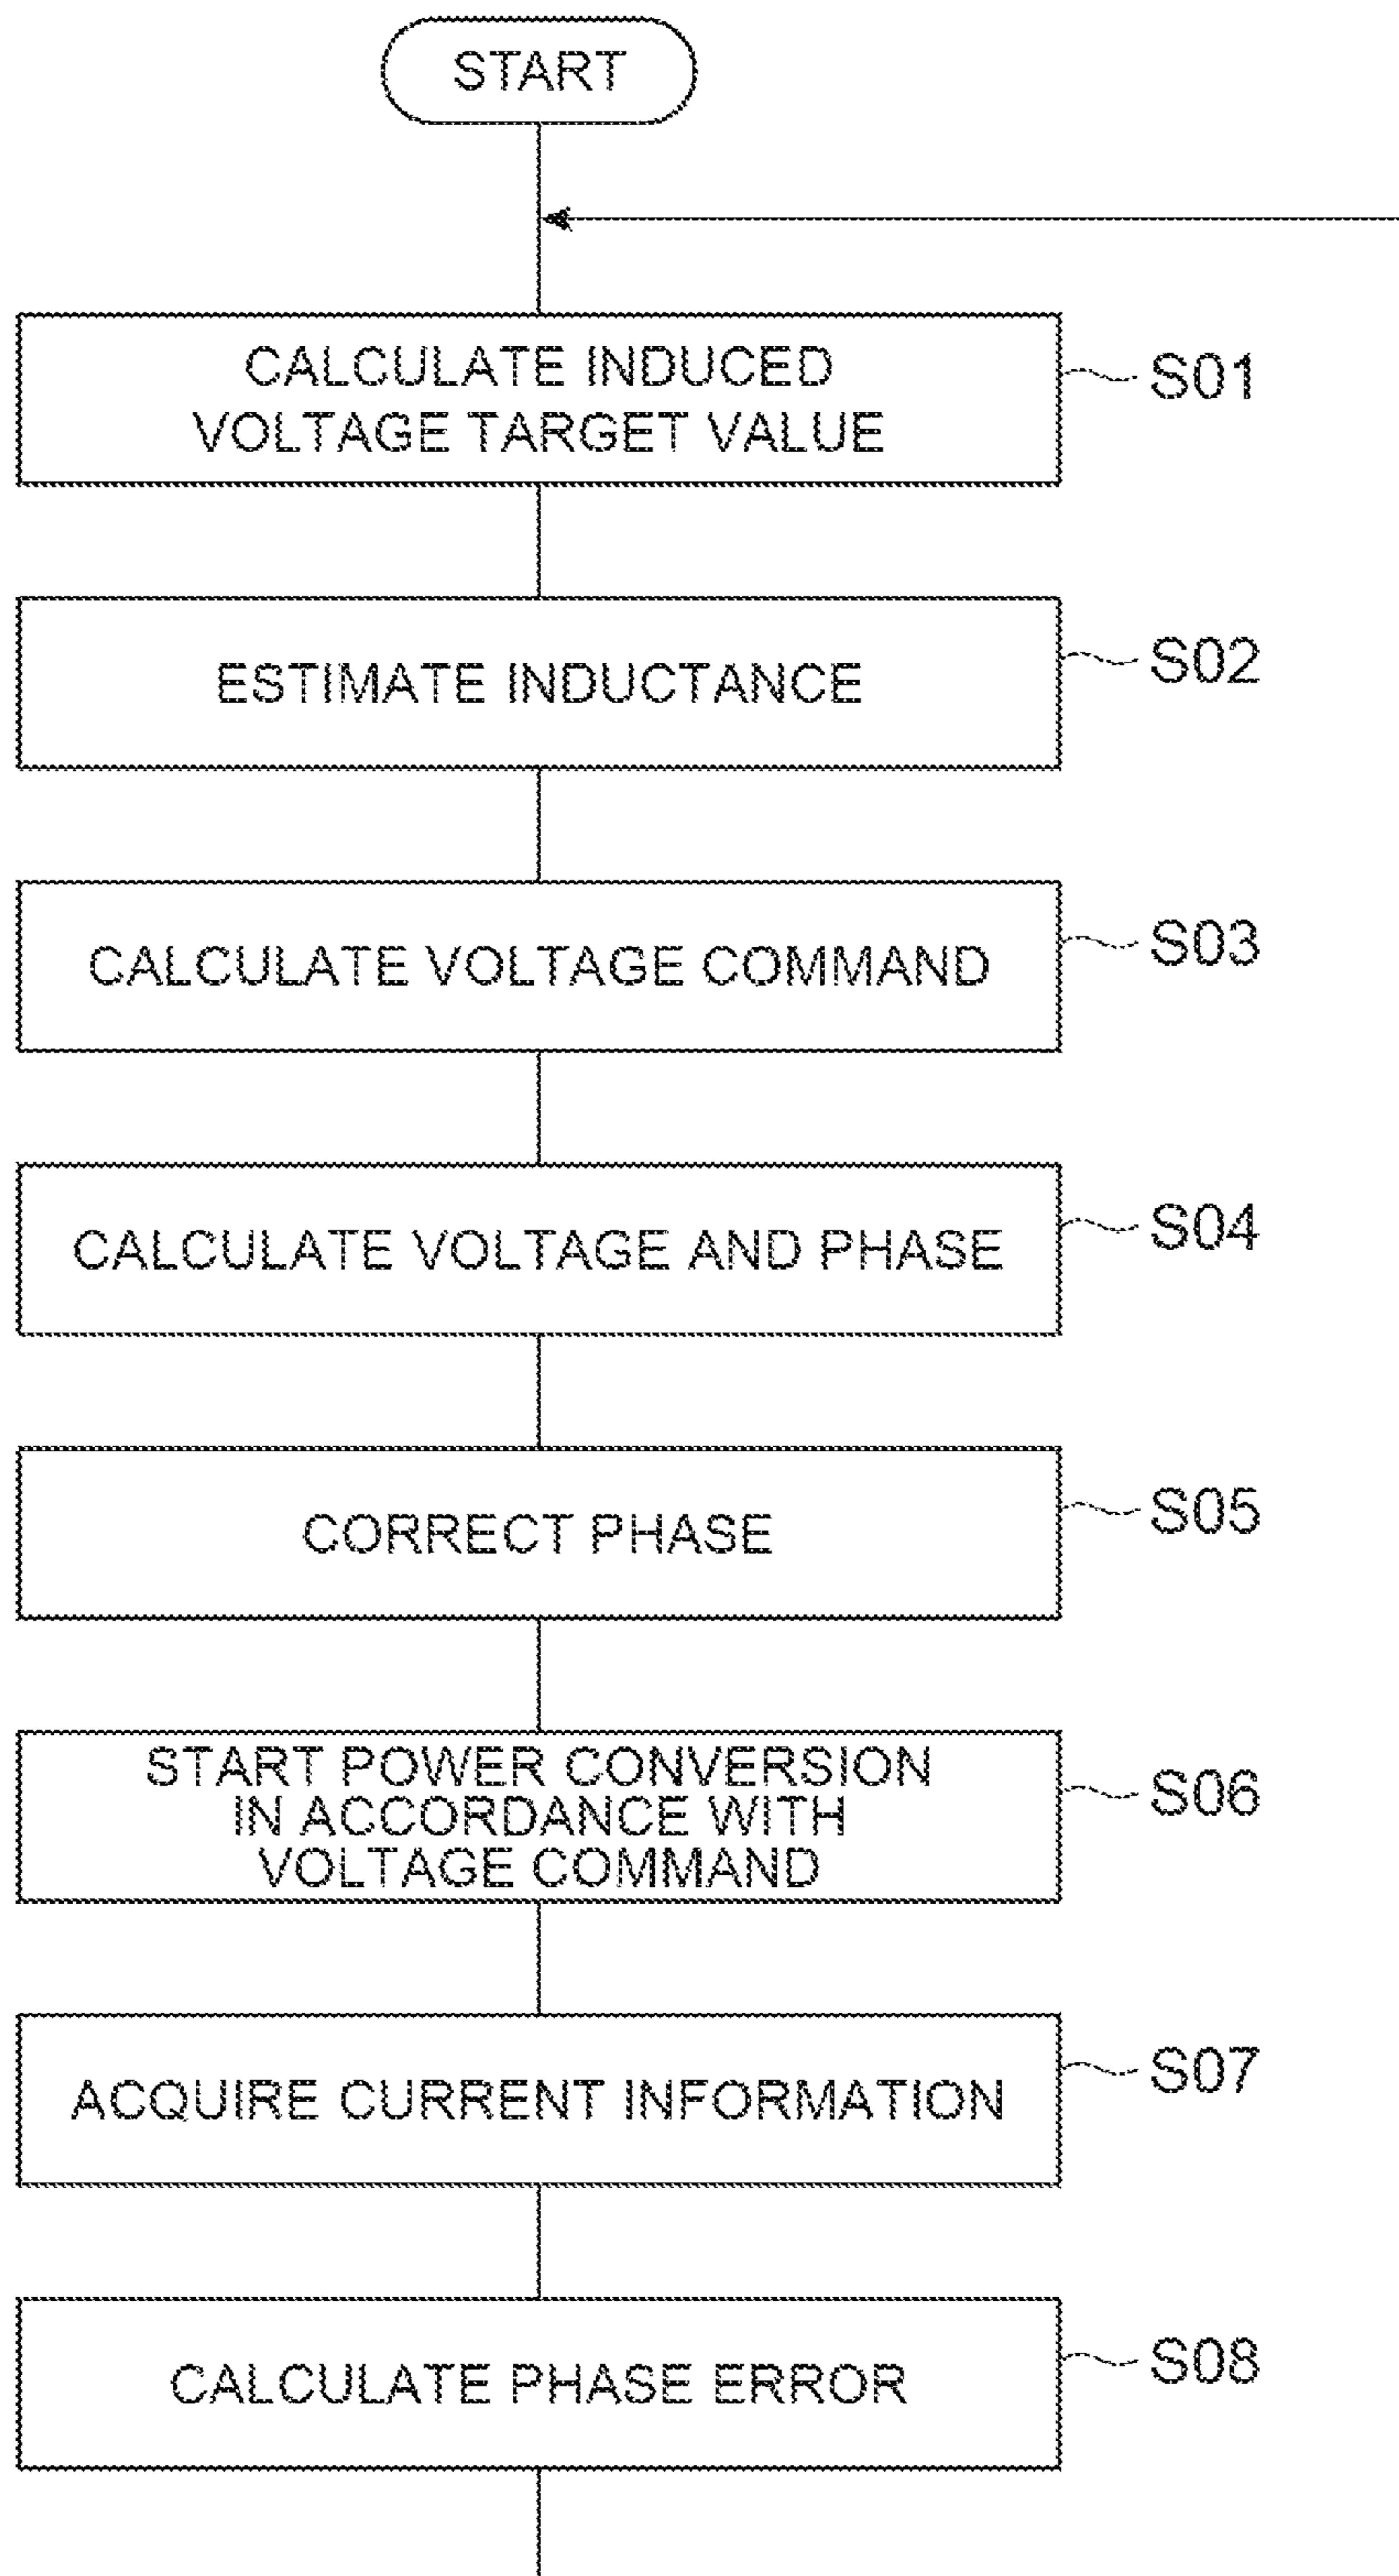 START
CALCULATE INDUCED
VOLTAGE TARGET VALUE
S01
ESTIMATE INDUCTANCE
S02
CALCULATE VOLTAGE COMMAND
S03
CALCULATE VOLTAGE AND PHASE
S04
CORRECT PHASE
S05
START POWER CONVERSION
IN ACCORDANCE WITH
VOLTAGE COMMAND
S06
ACQUIRE CURRENT INFORMATION
S07
CALCULATE PHASE ERROR
S08